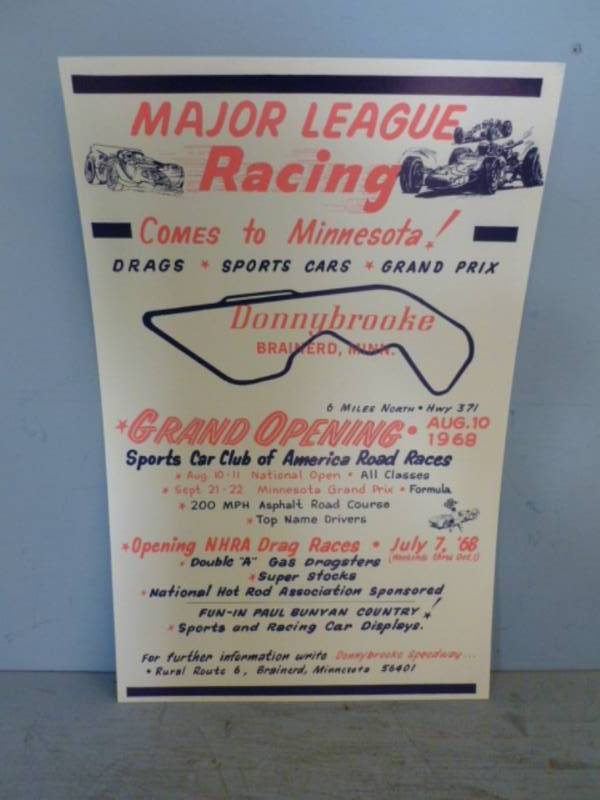 MAJOR LEAGUE
Racing
COMES to Minnesota!
DRAGS * SPORTS CARS * GRAND PRIX
Donnybrooke
BRAINERD, MINN.
6 MILES NORTH • Hwy 371
*GRAND OPENING • AUG. 10
1968
Sports Car Club of America Road Races
* Aug. 10-11 National Open • All Classes
* Sept 21-22 Minnesota Grand Prix • Formula
* 200 MPH Asphalt Road Course
* Top Name Drivers
*Opening NHRA Drag Races • July 7, '68
• Double "A" Gas Dragsters
* Super Stocks
• National Hot Rod Association Sponsored
FUN-IN PAUL BUNYAN COUNTRY!
* Sports and Racing Car Displays.
For further information write Donnybrooke Speedway...
• Rural Route 6, Brainerd, Minnesota 56401